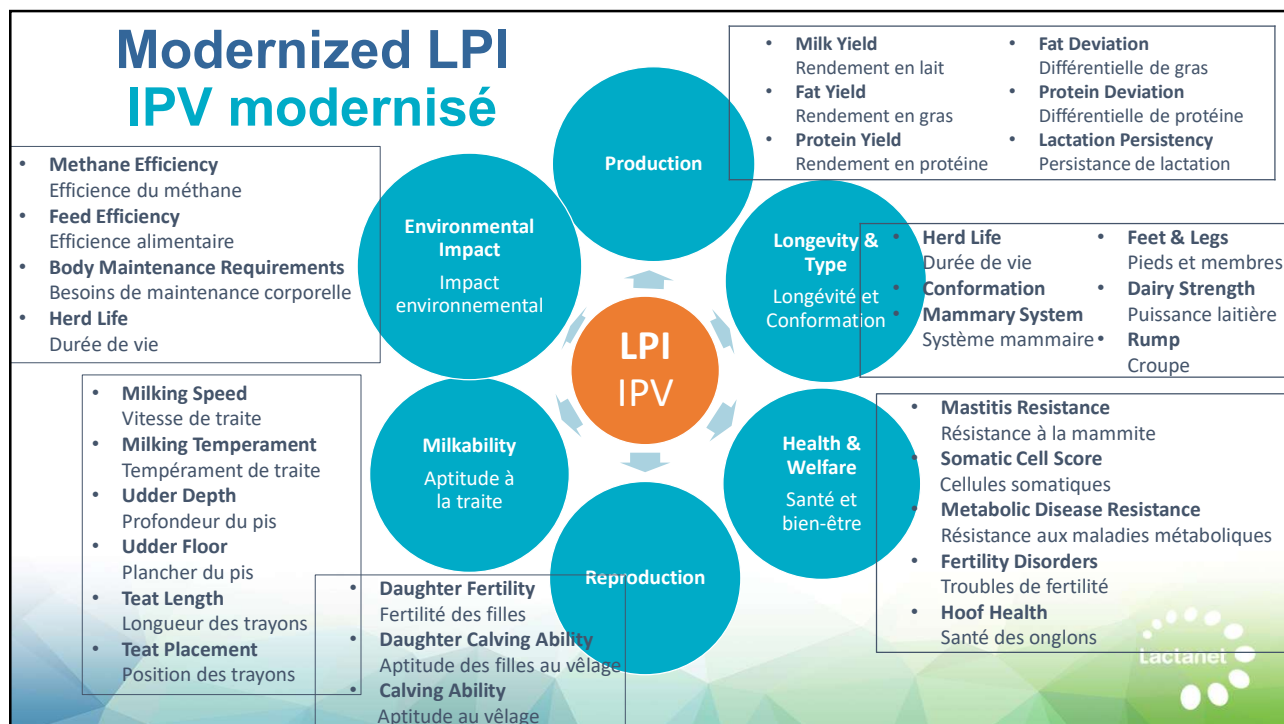 Modernized LPI
IPV modernisé
• Milk Yield
Rendement en lait
• Fat Yield
Rendement en gras
• Protein Yield
Rendement en protéine
• Fat Deviation
Différentielle de gras
• Protein Deviation
Différentielle de protéine
• Lactation Persistency
Persistance de lactation
Production
• Methane Efficiency
Efficience du méthane
• Feed Efficiency
Efficience alimentaire
• Body Maintenance Requirements
Besoins de maintenance corporelle
• Herd Life
Durée de vie
Environmental
Impact
Impact
environnemental
Longevity &
Type
Longévité et
Conformation
• Herd Life
Durée de vie
• Conformation
• Mammary System
Système mammaire
• Feet & Legs
Pieds et membres
• Dairy Strength
Puissance laitière
• Rump
Croupe
LPI
IPV
• Milking Speed
Vitesse de traite
• Milking Temperament
Tempérament de traite
• Udder Depth
Profondeur du pis
• Udder Floor
Plancher du pis
• Teat Length
Longueur des trayons
• Teat Placement
Position des trayons
Milkability
Aptitude à
la traite
Health &
Welfare
Santé et
bien-être
• Mastitis Resistance
Résistance à la mammite
• Somatic Cell Score
Cellules somatiques
• Metabolic Disease Resistance
Résistance aux maladies métaboliques
• Fertility Disorders
Troubles de fertilité
• Hoof Health
Santé des onglons
Reproduction
• Daughter Fertility
Fertilité des filles
• Daughter Calving Ability
Aptitude des filles au vêlage
• Calving Ability
Aptitude au vêlage
Lactanet